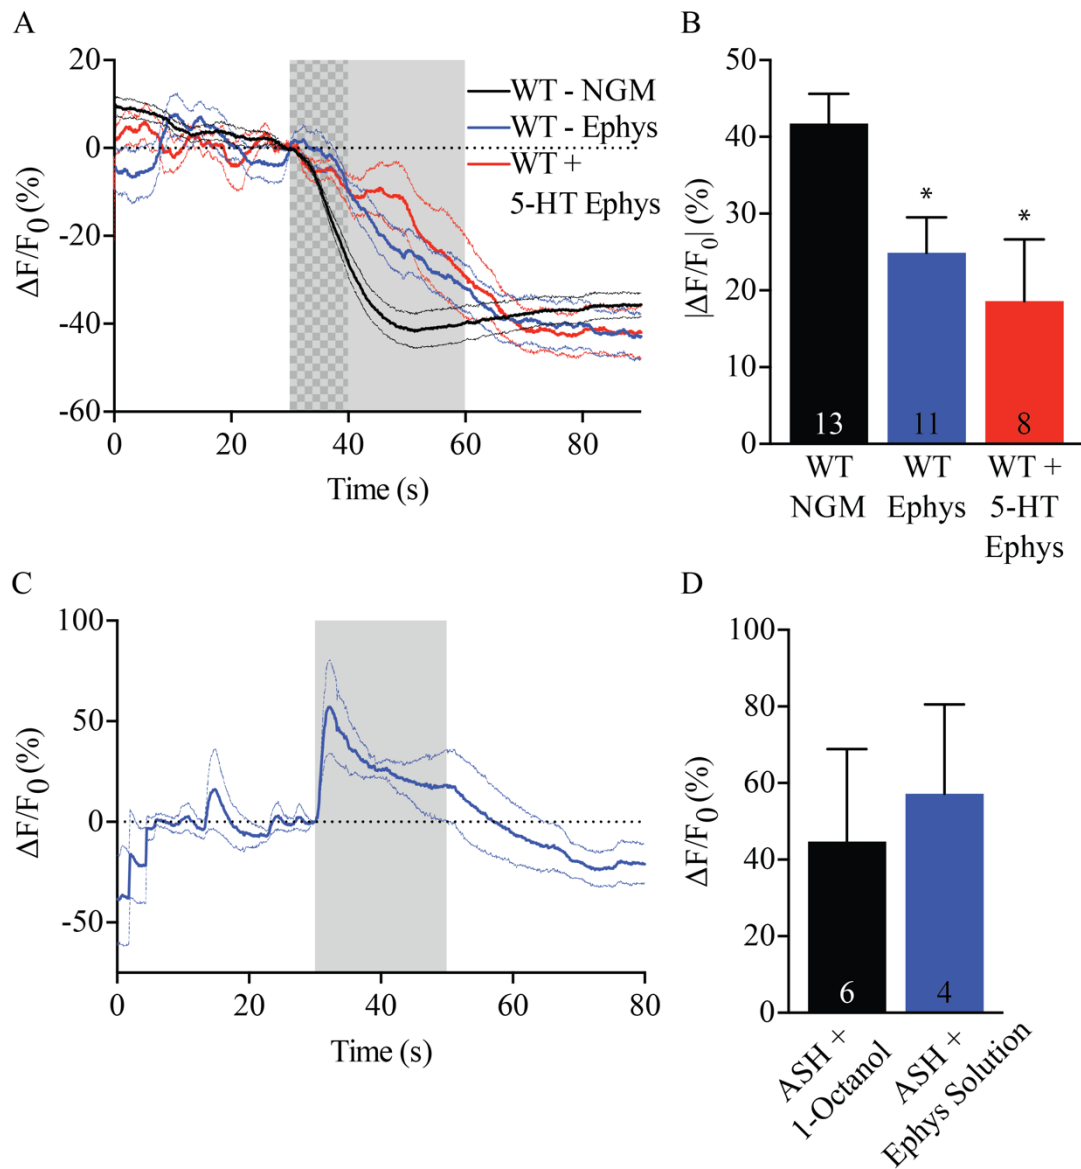 A
20
0
-20
-40
-60
ΔF/F0 (%)
0
20
40
60
80
Time (s)
WT - NGM
WT - Ephys
WT +
5-HT Ephys
B
50
40
30
20
10
0
|ΔF/F0| (%)
*
*
13
11
8
WT
NGM
WT
Ephys
WT +
5-HT
Ephys
C
100
50
0
-50
ΔF/F0 (%)
0
20
40
60
80
Time (s)
D
100
80
60
40
20
0
ΔF/F0 (%)
6
4
ASH +
1-Octanol
ASH +
Ephys Solution